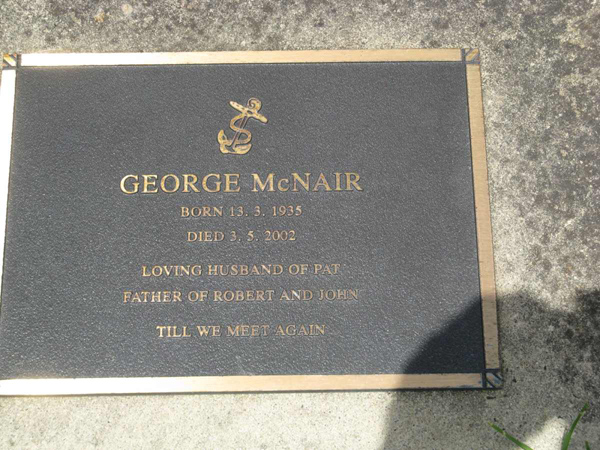 GEORGE McNAIR
BORN 13. 3. 1935
DIED 3. 5. 2002
LOVING HUSBAND OF PAT
FATHER OF ROBERT AND JOHN
TILL WE MEET AGAIN